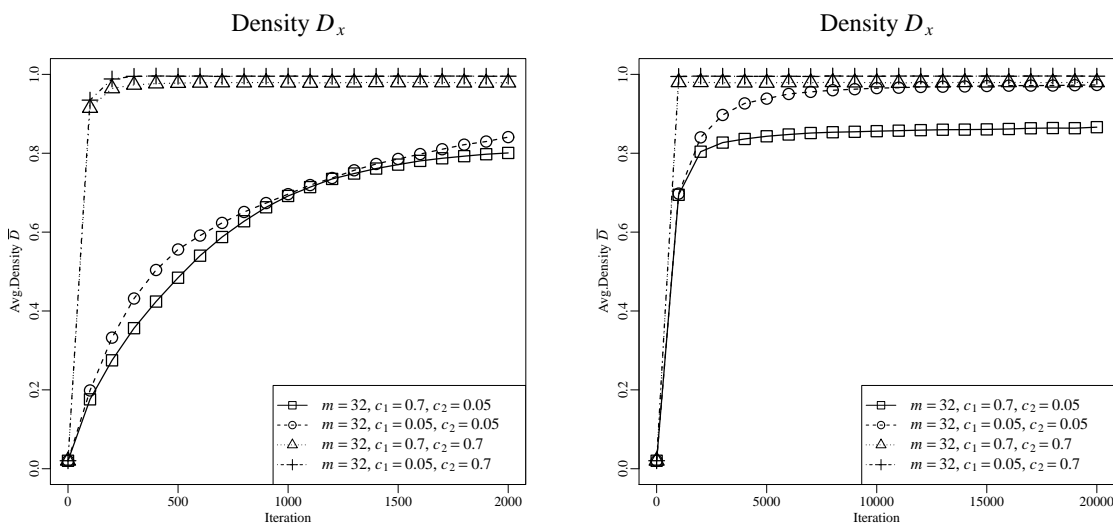 Density Dₓ
Avg.Density D̅
1.0
0.8
0.6
0.4
0.2
0.0
m = 32, c₁ = 0.7, c₂ = 0.05
m = 32, c₁ = 0.05, c₂ = 0.05
m = 32, c₁ = 0.7, c₂ = 0.7
m = 32, c₁ = 0.05, c₂ = 0.7
0 500 1000 1500 2000
Iteration
Density Dₓ
Avg.Density D̅
1.0
0.8
0.6
0.4
0.2
0.0
m = 32, c₁ = 0.7, c₂ = 0.05
m = 32, c₁ = 0.05, c₂ = 0.05
m = 32, c₁ = 0.7, c₂ = 0.7
m = 32, c₁ = 0.05, c₂ = 0.7
0 5000 10000 15000 20000
Iteration